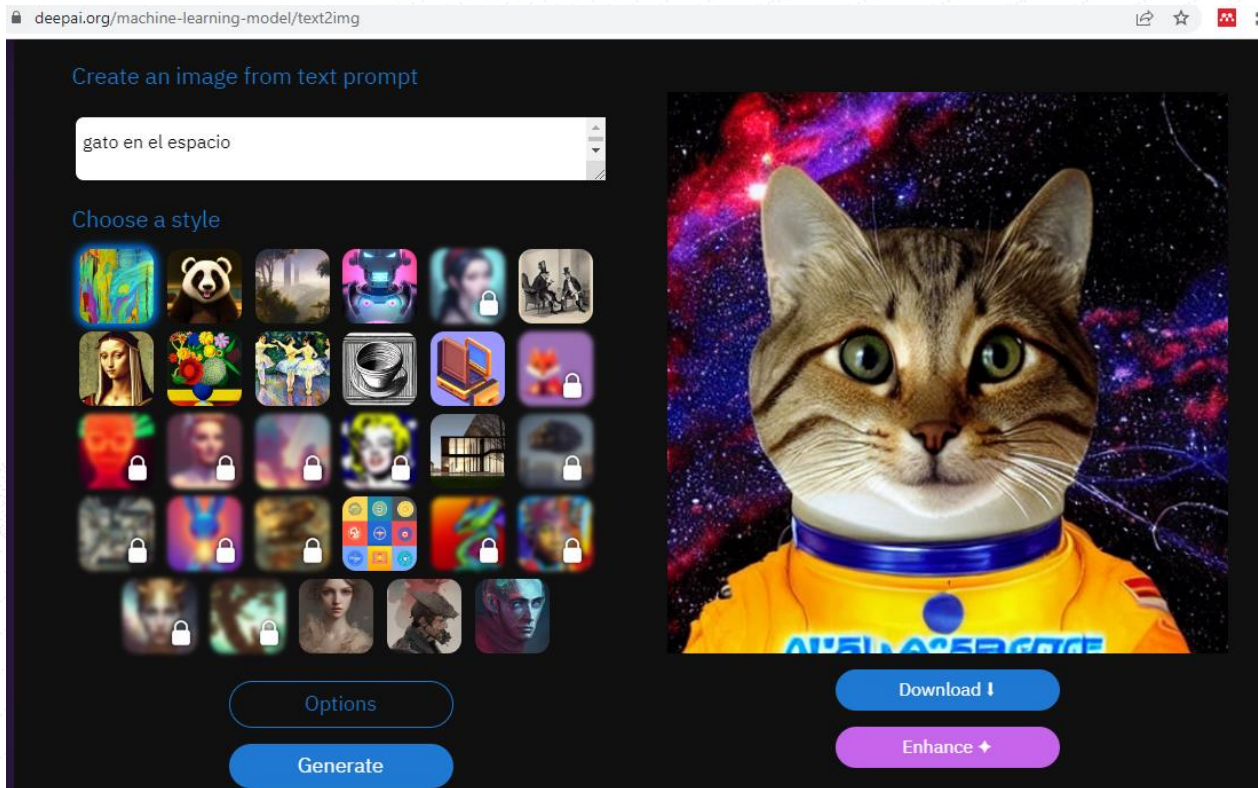 deepai.org/machine-learning-model/text2img
Create an image from text prompt
gato en el espacio
Choose a style
Options
Generate
Download
Enhance